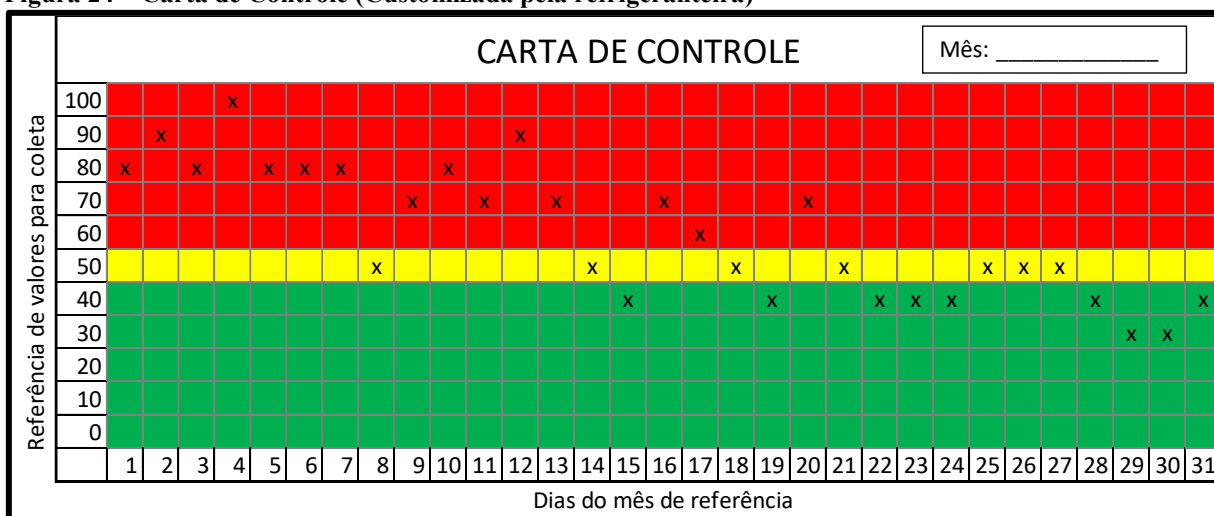 Figura 24 – Carta de Controle (Customizada pela refrigeranteira)
CARTA DE CONTROLE
Mês: _____________
Referência de valores para coleta
100 x
90 x x
80 x x x x x x
70 x x x x x
60 x
50 x x x x x x x
40 x x x x x x x
30 x x
20
10
0
1 2 3 4 5 6 7 8 9 10 11 12 13 14 15 16 17 18 19 20 21 22 23 24 25 26 27 28 29 30 31
Dias do mês de referência